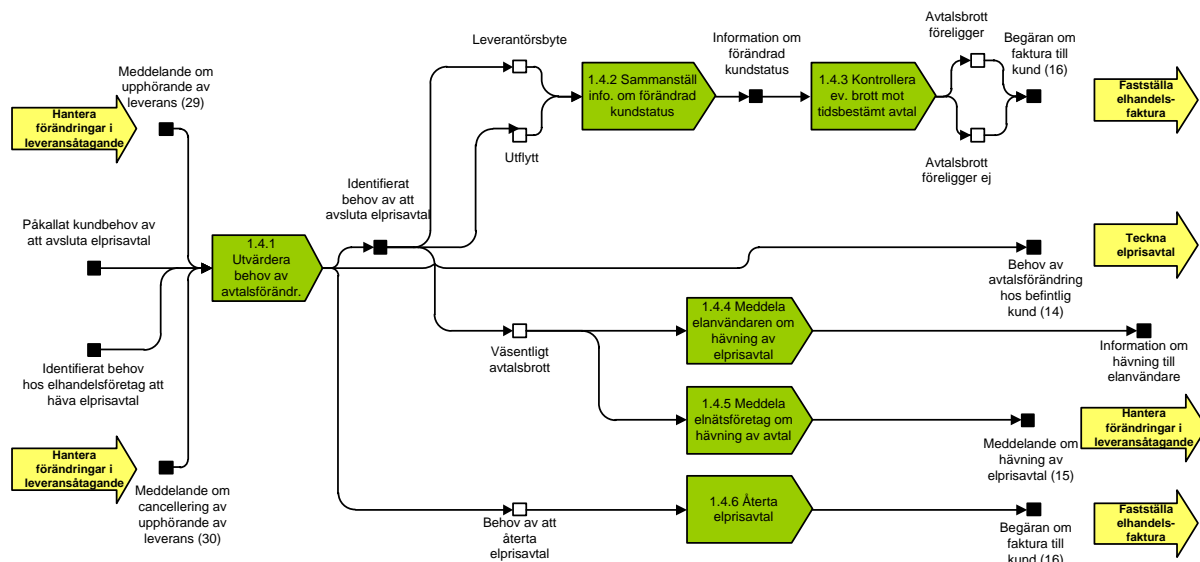 Meddelande om
upphörande av
leverans (29)
Hantera
förändringar i
leveransåtagande
Påkallat kundbehov av
att avsluta elprisavtal
Identifierat behov
hos elhandelsföretag att
häva elprisavtal
Hantera
förändringar i
leveransåtagande
Meddelande om
cancellering av
upphörande av
leverans (30)
1.4.1
Utvärdera
behov av
avtalsförändr.
Identifierat
behov av att
avsluta elprisavtal
Leverantörsbyte
Utflytt
1.4.2 Sammanställ
info. om förändrad
kundstatus
Information om
förändrad
kundstatus
1.4.3 Kontrollera
ev. brott mot
tidsbestämt avtal
Avtalsbrott
föreligger
Avtalsbrott
föreligger ej
Begäran om
faktura till
kund (16)
Fastställa
elhandels-
faktura
Behov av
avtalsförändring
hos befintlig
kund (14)
Teckna
elprisavtal
Väsentligt
avtalsbrott
1.4.4 Meddela
elanvändaren om
hävning av
elprisavtal
Information om
hävning till
elanvändare
1.4.5 Meddela
elnätsföretag om
hävning av avtal
Meddelande om
hävning av
elprisavtal (15)
Hantera
förändringar i
leveransåtagande
Behov av att
återta
elprisavtal
1.4.6 Återta
elprisavtal
Begäran om
faktura till
kund (16)
Fastställa
elhandels-
faktura